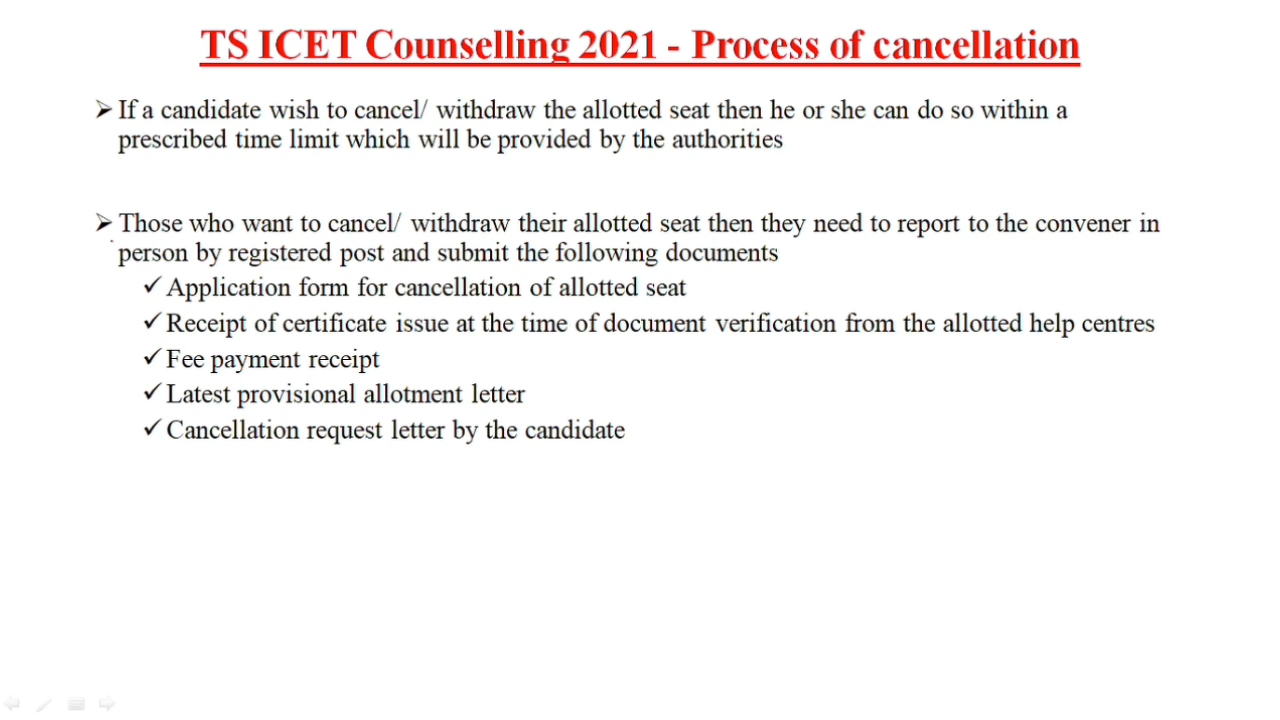 TS ICET Counselling 2021 - Process of cancellation
➢ If a candidate wish to cancel/ withdraw the allotted seat then he or she can do so within a
prescribed time limit which will be provided by the authorities
➢ Those who want to cancel/ withdraw their allotted seat then they need to report to the convener in
person by registered post and submit the following documents
✓ Application form for cancellation of allotted seat
✓ Receipt of certificate issue at the time of document verification from the allotted help centres
✓ Fee payment receipt
✓ Latest provisional allotment letter
✓ Cancellation request letter by the candidate